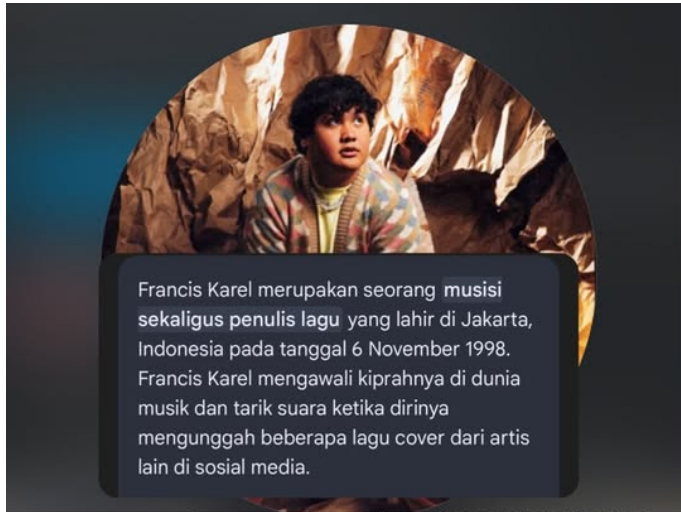 Francis Karel merupakan seorang musisi
sekaligus penulis lagu yang lahir di Jakarta,
Indonesia pada tanggal 6 November 1998.
Francis Karel mengawali kiprahnya di dunia
musik dan tarik suara ketika dirinya
mengunggah beberapa lagu cover dari artis
lain di sosial media.